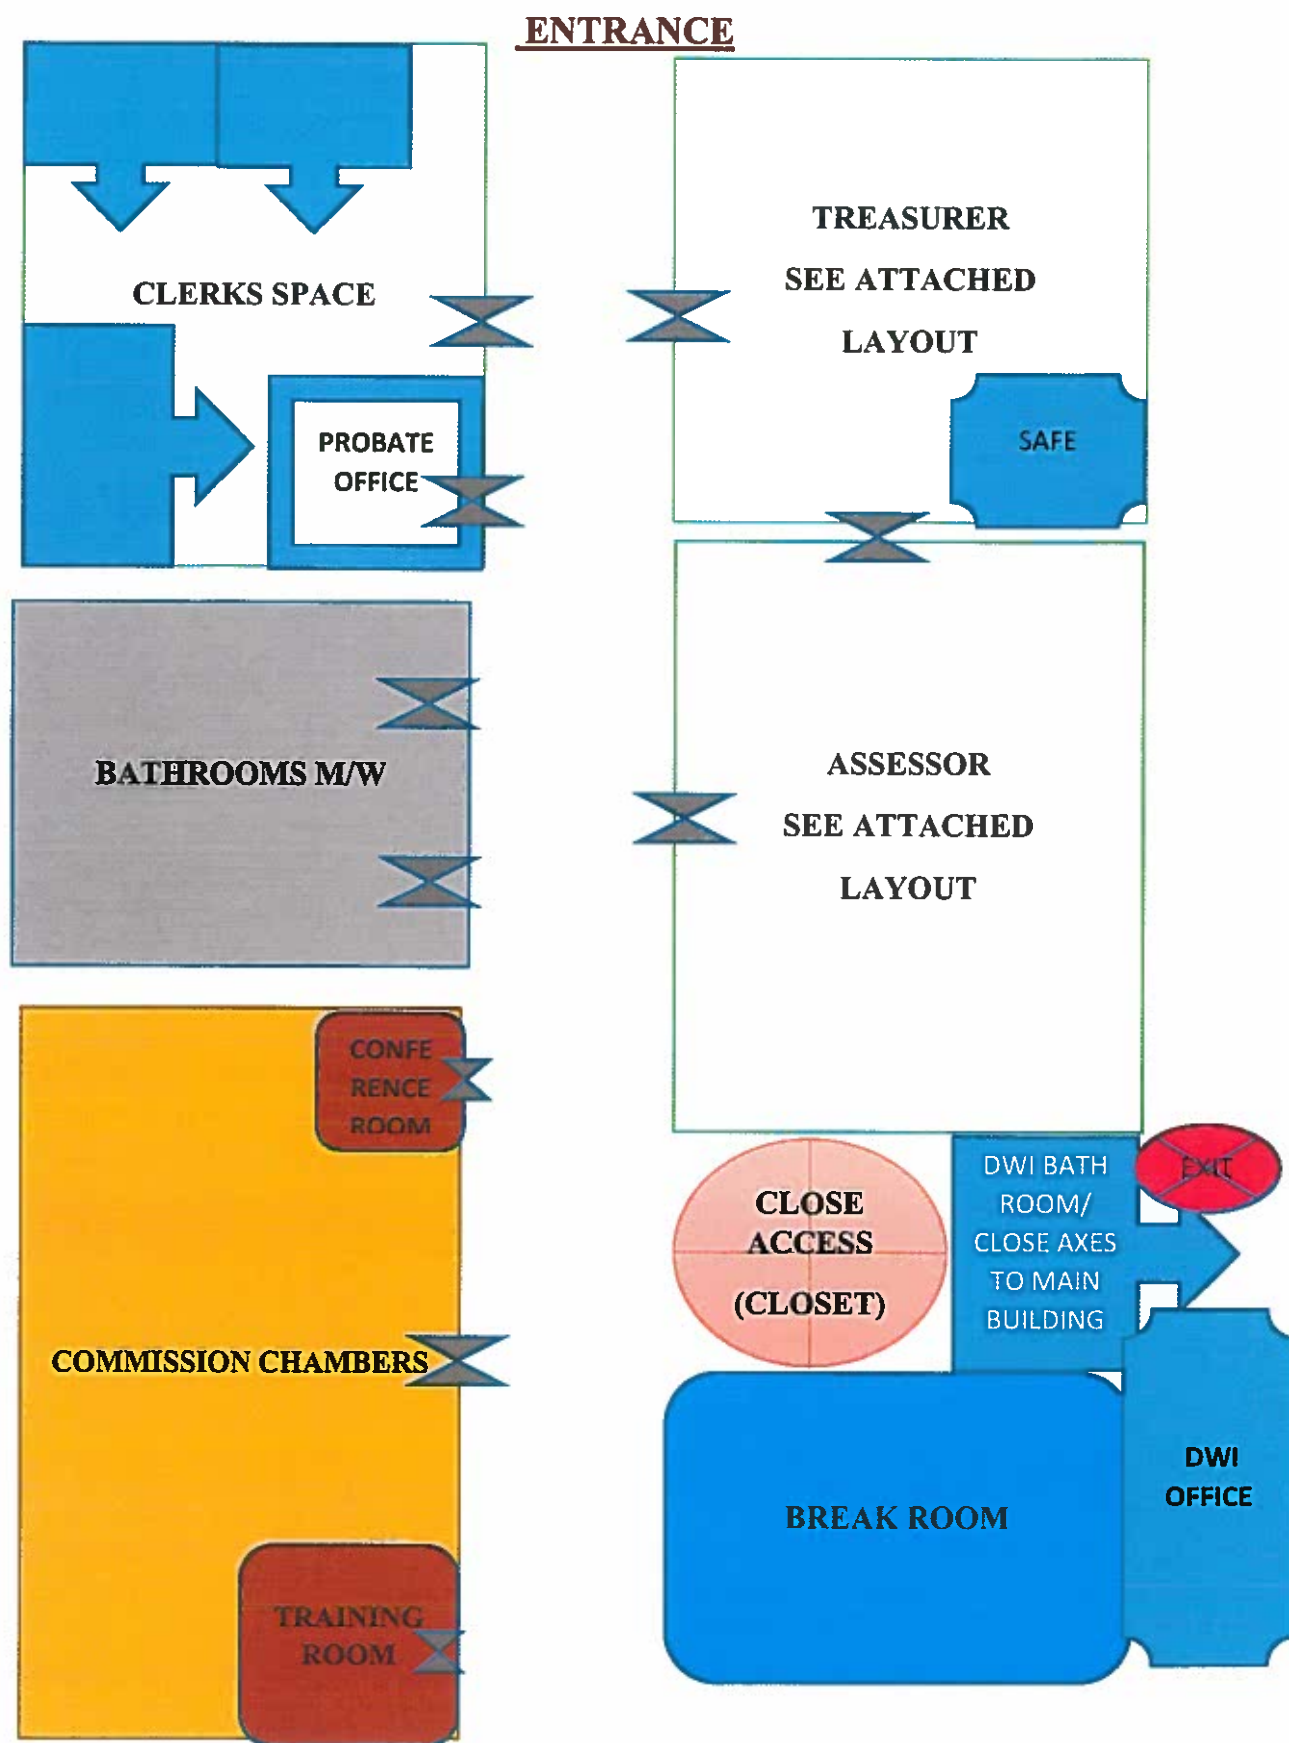 ENTRANCE
CLERKS SPACE
PROBATE
OFFICE
TREASURER
SEE ATTACHED
LAYOUT
SAFE
BATHROOMS M/W
ASSESSOR
SEE ATTACHED
LAYOUT
CONFE
RENCE
ROOM
COMMISSION CHAMBERS
TRAINING
ROOM
CLOSE
ACCESS
(CLOSET)
DWI BATH
ROOM/
CLOSE AXES
TO MAIN
BUILDING
EXIT
BREAK ROOM
DWI
OFFICE